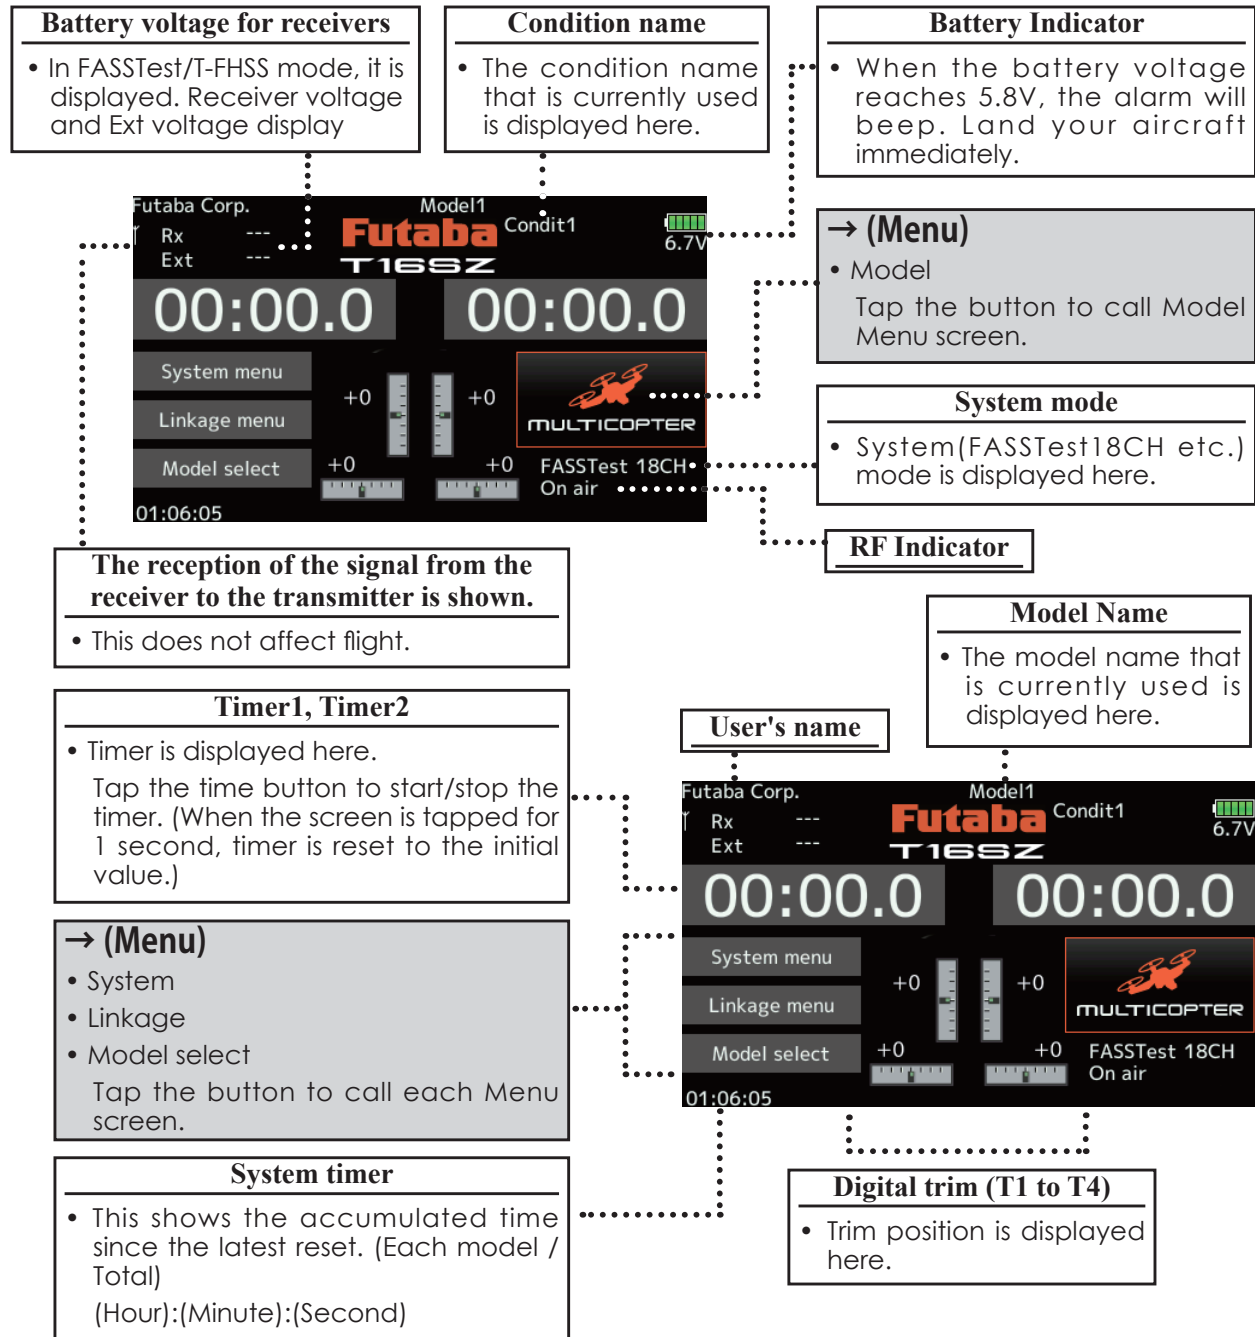 Battery voltage for receivers
• In FASSTest/T-FHSS mode, it is
displayed. Receiver voltage
and Ext voltage display
Condition name
• The condition name
that is currently used
is displayed here.
Battery Indicator
• When the battery voltage
reaches 5.8V, the alarm will
beep. Land your aircraft
immediately.
Futaba Corp.
Model1
Condit1
Rx ---
Ext ---
Futaba
T16SZ
6.7V
00:00.0
00:00.0
System menu
Linkage menu
Model select
+0
+0
+0
+0
MULTICOPTER
FASSTest 18CH
On air
01:06:05
→ (Menu)
• Model
Tap the button to call Model
Menu screen.
System mode
• System(FASSTest18CH etc.)
mode is displayed here.
RF Indicator
The reception of the signal from the
receiver to the transmitter is shown.
• This does not affect flight.
Model Name
• The model name that
is currently used is
displayed here.
User's name
Timer1, Timer2
• Timer is displayed here.
Tap the time button to start/stop the
timer. (When the screen is tapped for
1 second, timer is reset to the initial
value.)
→ (Menu)
• System
• Linkage
• Model select
Tap the button to call each Menu
screen.
Futaba Corp.
Model1
Condit1
Rx ---
Ext ---
Futaba
T16SZ
6.7V
00:00.0
00:00.0
System menu
Linkage menu
Model select
+0
+0
+0
+0
MULTICOPTER
FASSTest 18CH
On air
01:06:05
System timer
• This shows the accumulated time
since the latest reset. (Each model /
Total)
(Hour):(Minute):(Second)
Digital trim (T1 to T4)
• Trim position is displayed
here.